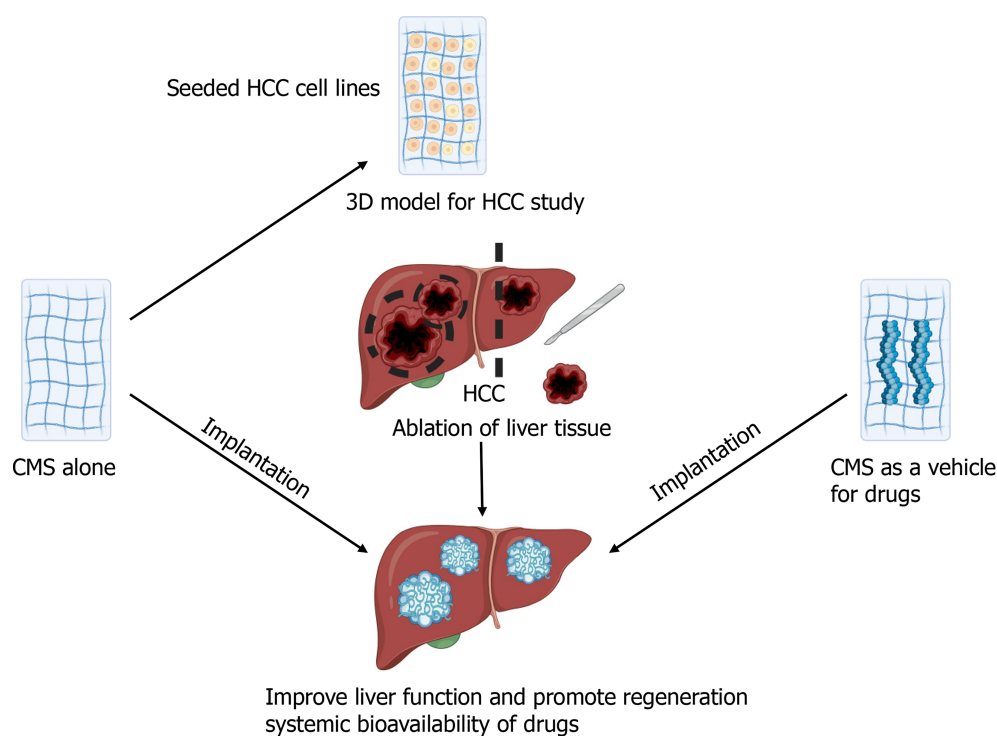 Seeded HCC cell lines
3D model for HCC study
HCC
Ablation of liver tissue
CMS alone
Implantation
Implantation
CMS as a vehicle
for drugs
Improve liver function and promote regeneration
systemic bioavailability of drugs